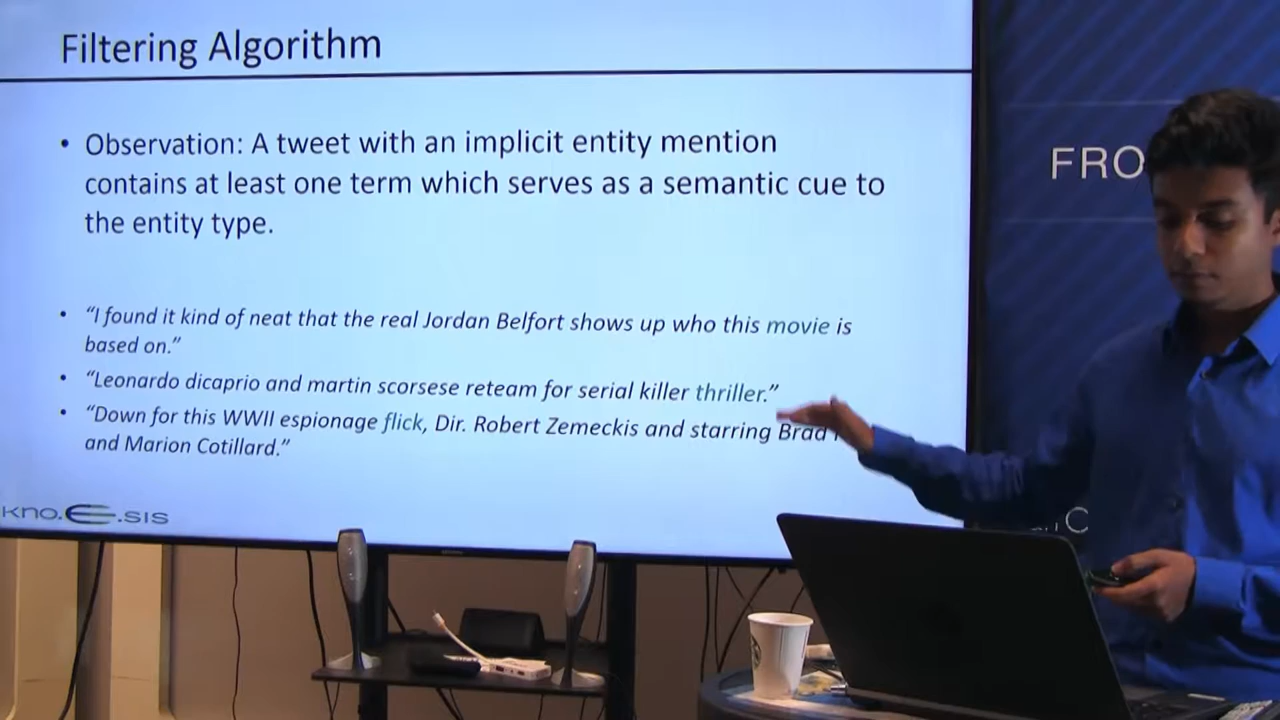 Filtering Algorithm
• Observation: A tweet with an implicit entity mention
contains at least one term which serves as a semantic cue to
the entity type.
• “I found it kind of neat that the real Jordan Belfort shows up who this movie is
based on.”
• “Leonardo dicaprio and martin scorsese reteam for serial killer thriller.”
• “Down for this WWII espionage flick, Dir. Robert Zemeckis and starring Brad
and Marion Cotillard.”
kno.e.sis
FRO
C